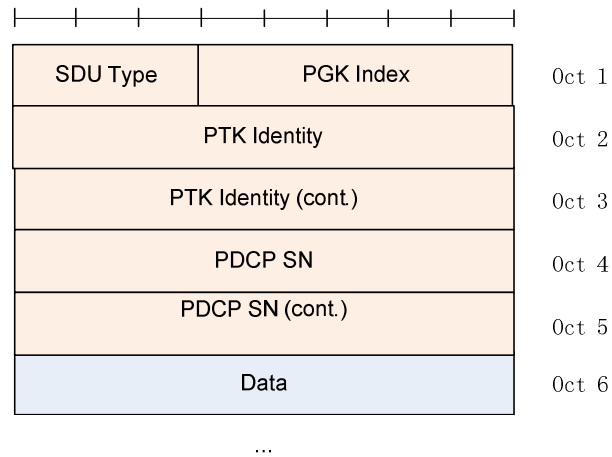 SDU Type PGK Index Oct 1
PTK Identity Oct 2
PTK Identity (cont.) Oct 3
PDCP SN Oct 4
PDCP SN (cont.) Oct 5
Data Oct 6
...